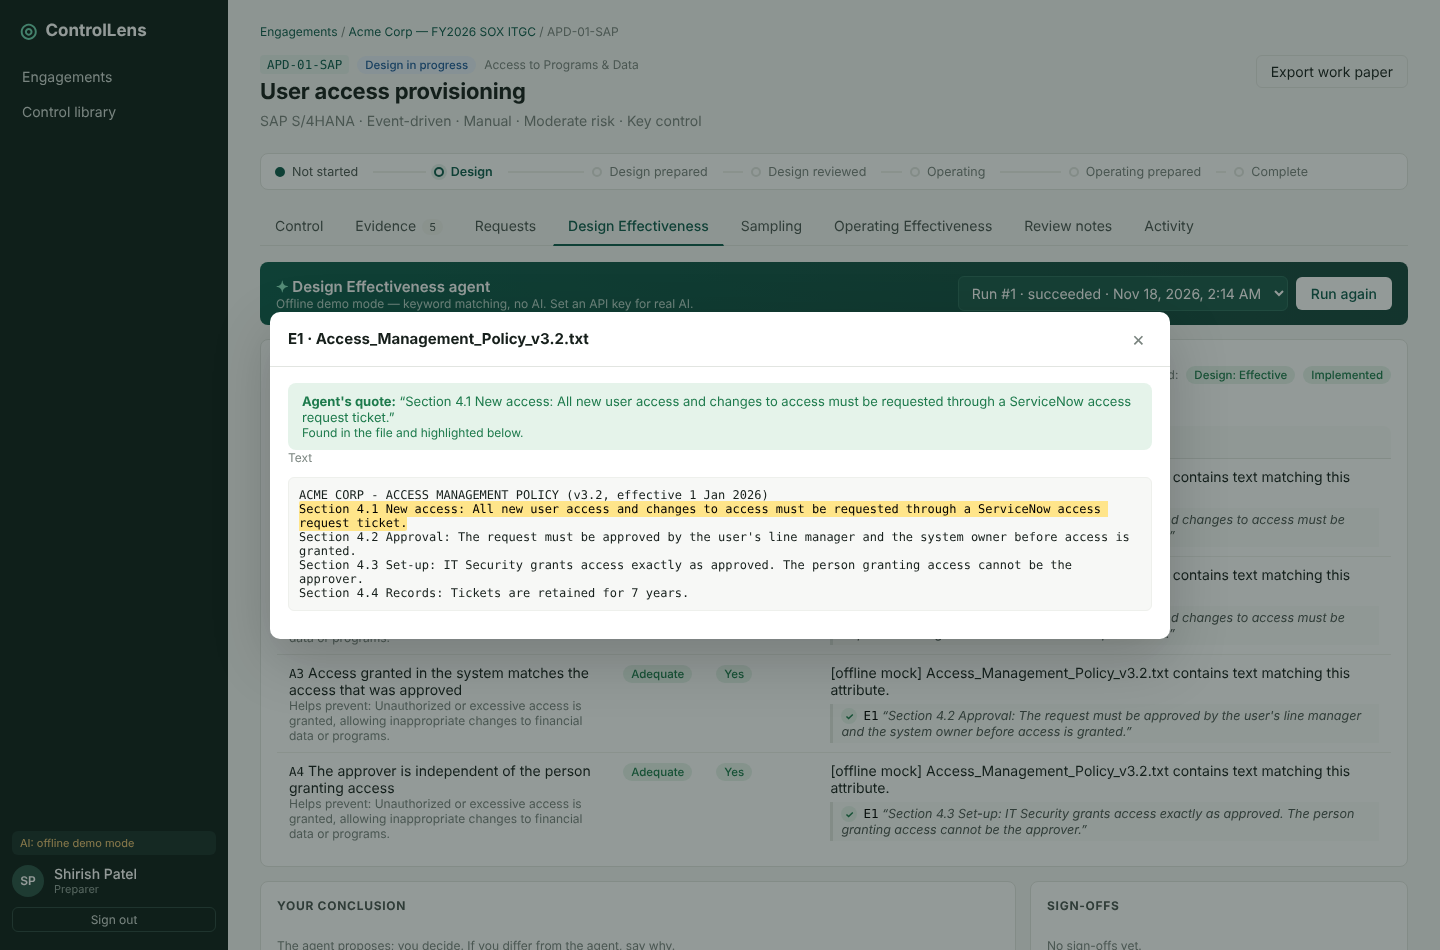 ControlLens
Engagements
Control library
Engagements / Acme Corp — FY2026 SOX ITGC / APD-01-SAP
APD-01-SAP Design in progress Access to Programs & Data
User access provisioning
SAP S/4HANA · Event-driven · Manual · Moderate risk · Key control
Export work paper
Not started Design Design prepared Design reviewed Operating Operating prepared Complete
Control Evidence 5 Requests Design Effectiveness Sampling Operating Effectiveness Review notes Activity
Design Effectiveness agent
Offline demo mode — keyword matching, no AI. Set an API key for real AI.
Run #1 · succeeded · Nov 18, 2026, 2:14 AM
Run again
E1 · Access_Management_Policy_v3.2.txt
Agent's quote: “Section 4.1 New access: All new user access and changes to access must be requested through a ServiceNow access
request ticket.”
Found in the file and highlighted below.
Text
ACME CORP - ACCESS MANAGEMENT POLICY (v3.2, effective 1 Jan 2026)
Section 4.1 New access: All new user access and changes to access must be requested through a ServiceNow access
request ticket.
Section 4.2 Approval: The request must be approved by the user's line manager and the system owner before access is
granted.
Section 4.3 Set-up: IT Security grants access exactly as approved. The person granting access cannot be the
approver.
Section 4.4 Records: Tickets are retained for 7 years.
Design: Effective Implemented
contains text matching this
d changes to access must be
contains text matching this
d changes to access must be
data or programs.
A3 Access granted in the system matches the
access that was approved
Helps prevent: Unauthorized or excessive access is
granted, allowing inappropriate changes to financial
data or programs.
Adequate Yes
[offline mock] Access_Management_Policy_v3.2.txt contains text matching this
attribute.
E1 “Section 4.2 Approval: The request must be approved by the user's line manager
and the system owner before access is granted.”
A4 The approver is independent of the person
granting access
Helps prevent: Unauthorized or excessive access is
granted, allowing inappropriate changes to financial
data or programs.
Adequate Yes
[offline mock] Access_Management_Policy_v3.2.txt contains text matching this
attribute.
E1 “Section 4.3 Set-up: IT Security grants access exactly as approved. The person
granting access cannot be the approver.”
YOUR CONCLUSION
The agent proposes; you decide. If you differ from the agent, say why.
SIGN-OFFS
No sign-offs yet.
AI: offline demo mode
SP
Shirish Patel
Preparer
Sign out